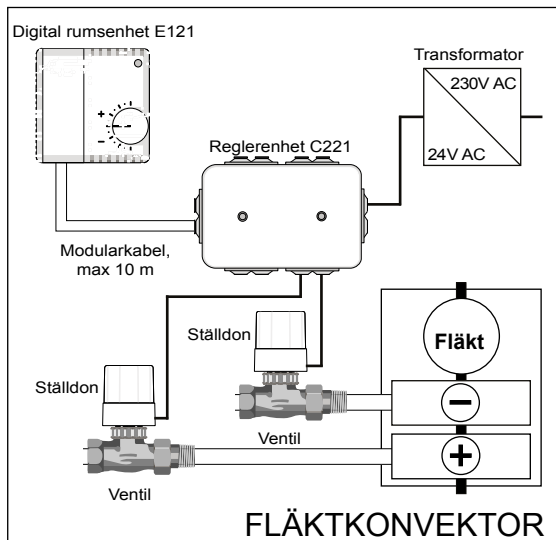 Digital rumsenhet E121
Transformator
230V AC
24V AC
Reglerenhet C221
Modularkabel,
max 10 m
Ställdon
Fläkt
Ställdon
Ventil
Ventil
FLÄKTKONVEKTOR